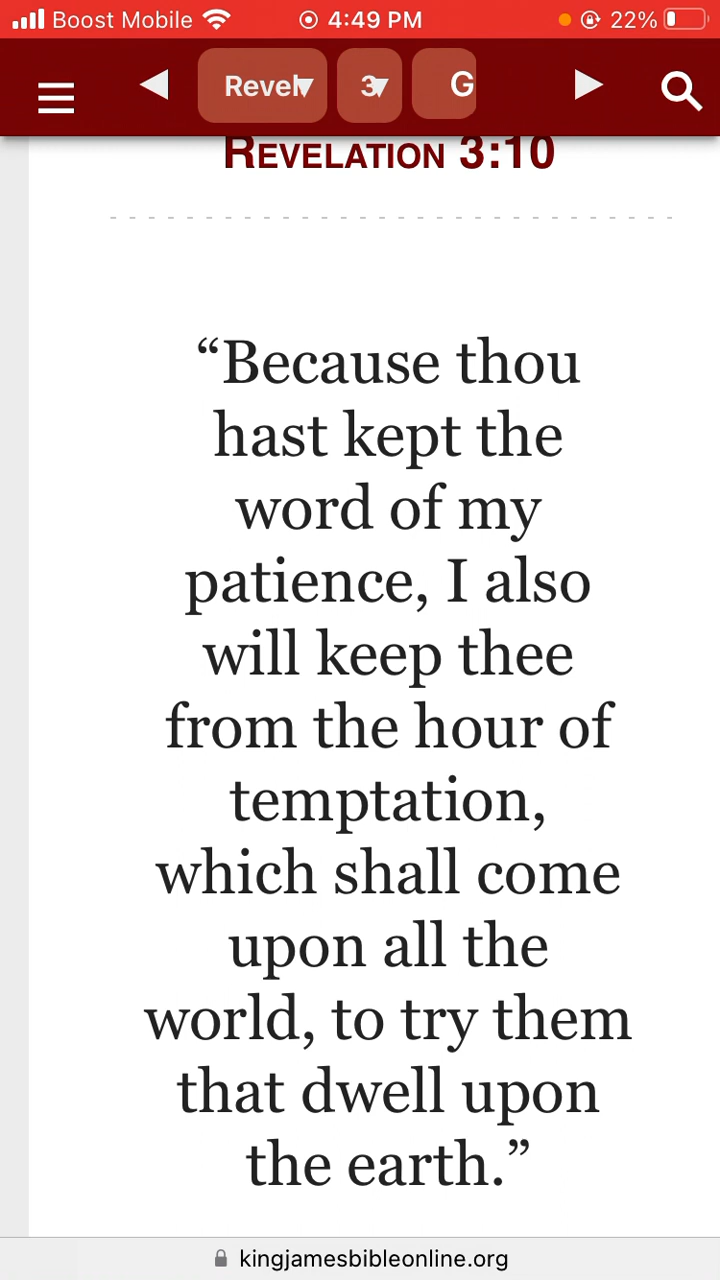 Boost Mobile 4:49 PM 22%
Revel 3 G
Revelation 3:10
“Because thou
hast kept the
word of my
patience, I also
will keep thee
from the hour of
temptation,
which shall come
upon all the
world, to try them
that dwell upon
the earth.”
kingjamesbibleonline.org